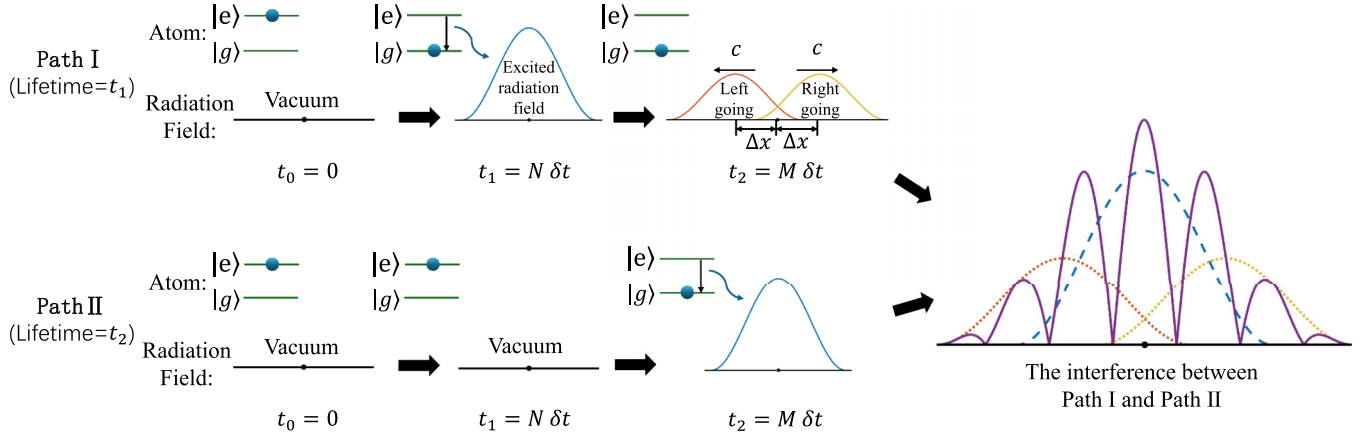 Path I
(Lifetime=t₁)
Atom:
|e⟩
|g⟩
Radiation
Field:
Vacuum
t₀ = 0
|e⟩
|g⟩
Excited
radiation
field
t₁ = N δt
|e⟩
|g⟩
c
c
Left
going
Right
going
Δx
Δx
t₂ = M δt
Path II
(Lifetime=t₂)
Atom:
|e⟩
|g⟩
Radiation
Field:
Vacuum
t₀ = 0
|e⟩
|g⟩
Vacuum
t₁ = N δt
|e⟩
|g⟩
t₂ = M δt
The interference between
Path I and Path II